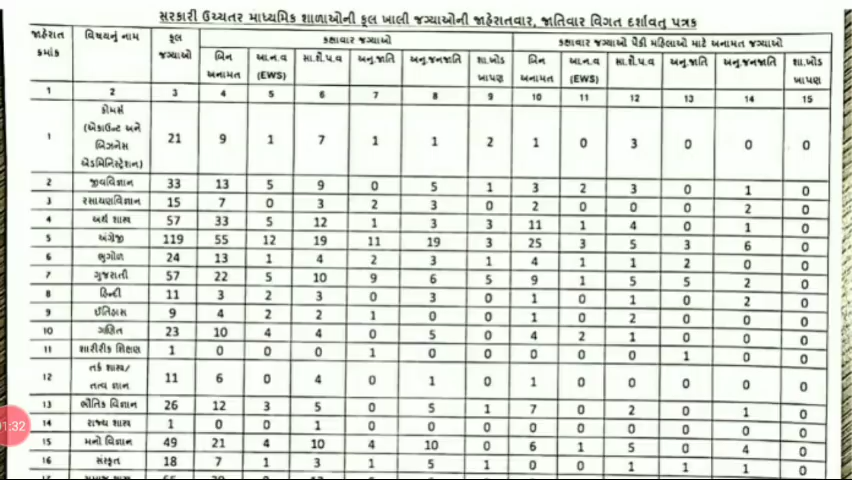 સરકારી ઉચ્ચતર માધ્યમિક શાળાઓની કૂલ ખાલી જગ્યાઓની જાહેરાતવાર, જાતિવાર વિગત દર્શાવતુ પત્રક
જાહેરાત ક્રમાંક વિષયનું નામ કૂલ જગ્યાઓ કક્ષાવાર જગ્યાઓ કક્ષાવાર જગ્યાઓ પૈકી મહિલાઓ માટે અનામત જગ્યાઓ
બિન અનામત આ.ન.વ (EWS) સા.શૈ.પ.વ અનુ.જાતિ અનુ.જનજાતિ શા.ખોડ ખાપણ બિન અનામત આ.ન.વ (EWS) સા.શૈ.પ.વ અનુ.જાતિ અનુ.જનજાતિ શા.ખોડ ખાપણ
1 2 3 4 5 6 7 8 9 10 11 12 13 14 15
1 કોમર્સ (એકાઉન્ટ અને બિઝનેસ એડમિનિસ્ટ્રેશન) 21 9 1 7 1 1 2 1 0 3 0 0 0
2 જીવવિજ્ઞાન 33 13 5 9 0 5 1 3 2 3 0 1 0
3 રસાયણવિજ્ઞાન 15 7 0 3 2 3 0 2 0 0 0 2 0
4 અર્થ શાસ્ત્ર 57 33 5 12 1 3 3 11 1 4 0 1 0
5 અંગ્રેજી 119 55 12 19 11 19 3 25 3 5 3 6 0
6 ભુગોળ 24 13 1 4 2 3 1 4 1 1 2 0 0
7 ગુજરાતી 57 22 5 10 9 6 5 9 1 5 5 2 0
8 હિન્દી 11 3 2 3 0 3 0 1 0 1 0 2 0
9 ઈતિહાસ 9 4 2 2 1 0 0 1 0 2 0 0 0
10 ગણિત 23 10 4 4 0 5 0 4 2 1 0 0 0
11 શારીરીક શિક્ષણ 1 0 0 0 1 0 0 0 0 0 1 0 0
12 તર્ક શાસ્ત્ર/ તત્વ જ્ઞાન 11 6 0 4 0 1 0 1 0 0 0 0 0
13 ભૌતિક વિજ્ઞાન 26 12 3 5 0 5 1 7 0 2 0 1 0
14 રાજ્ય શાસ્ત્ર 1 0 0 1 0 0 0 0 0 0 0 0 0
15 મનો વિજ્ઞાન 49 21 4 10 4 10 0 6 1 5 0 4 0
16 સંસ્કૃત 18 7 1 3 1 5 1 0 0 1 1 1 0